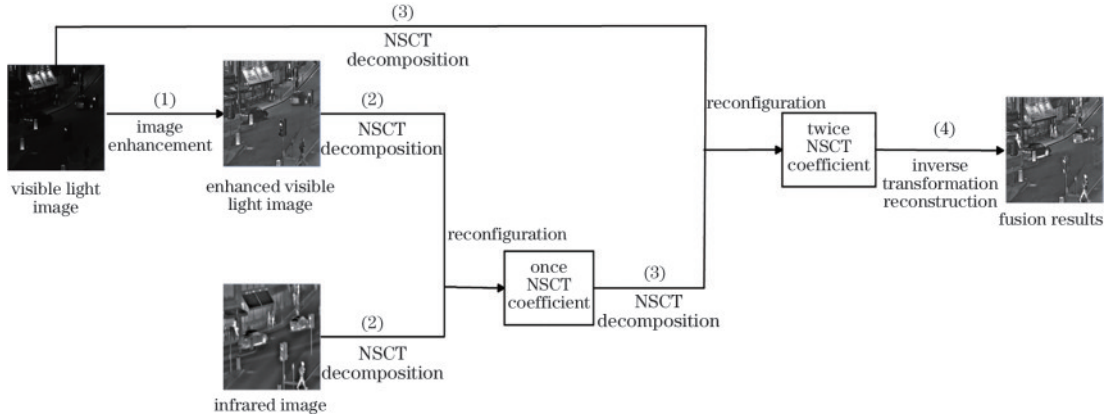 (3)
NSCT
decomposition
(1)
image
enhancement
visible light
image
(2)
NSCT
decomposition
enhanced visible
light image
reconfiguration
twice
NSCT
coefficient
(4)
inverse
transformation
reconstruction
fusion results
reconfiguration
once
NSCT
coefficient
(3)
NSCT
decomposition
(2)
NSCT
decomposition
infrared image